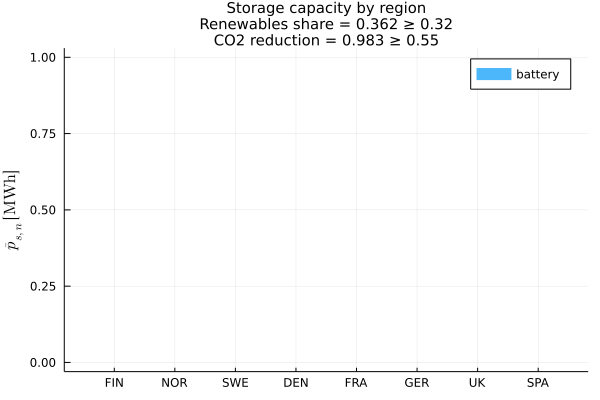 Storage capacity by region
Renewables share = 0.362 ≥ 0.32
CO2 reduction = 0.983 ≥ 0.55
battery
p̄ s,n [MWh]
1.00
0.75
0.50
0.25
0.00
FIN NOR SWE DEN FRA GER UK SPA